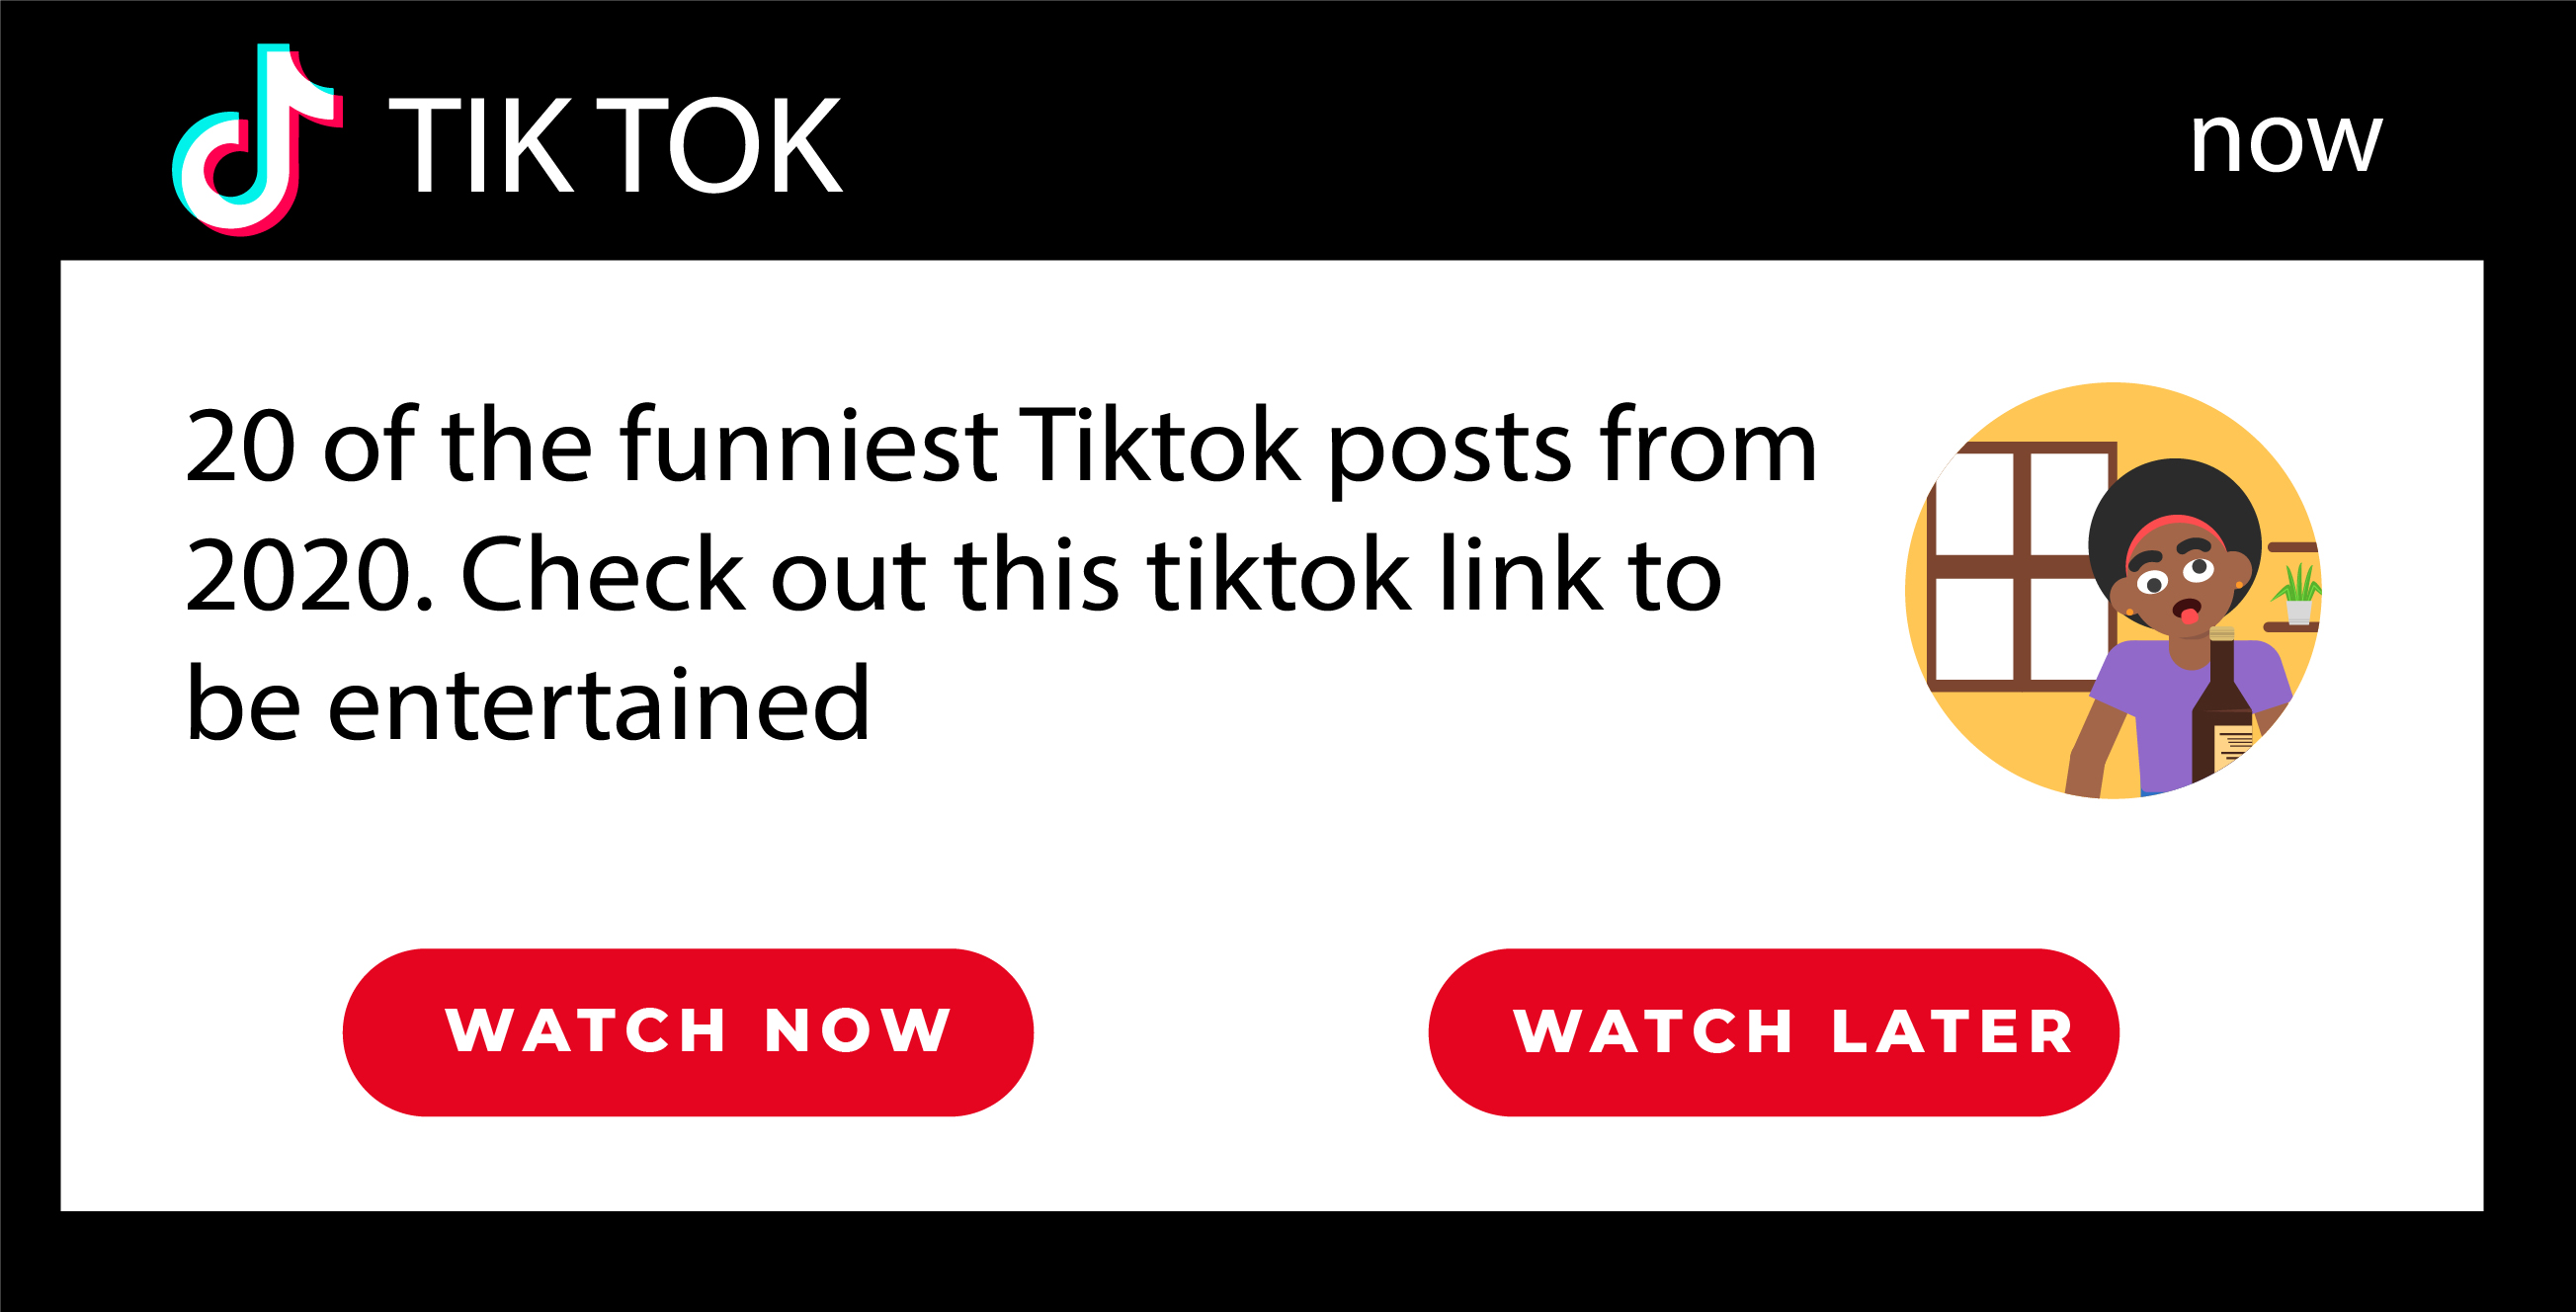 TIK TOK
now
20 of the funniest Tiktok posts from
2020. Check out this tiktok link to
be entertained
WATCH NOW
WATCH LATER